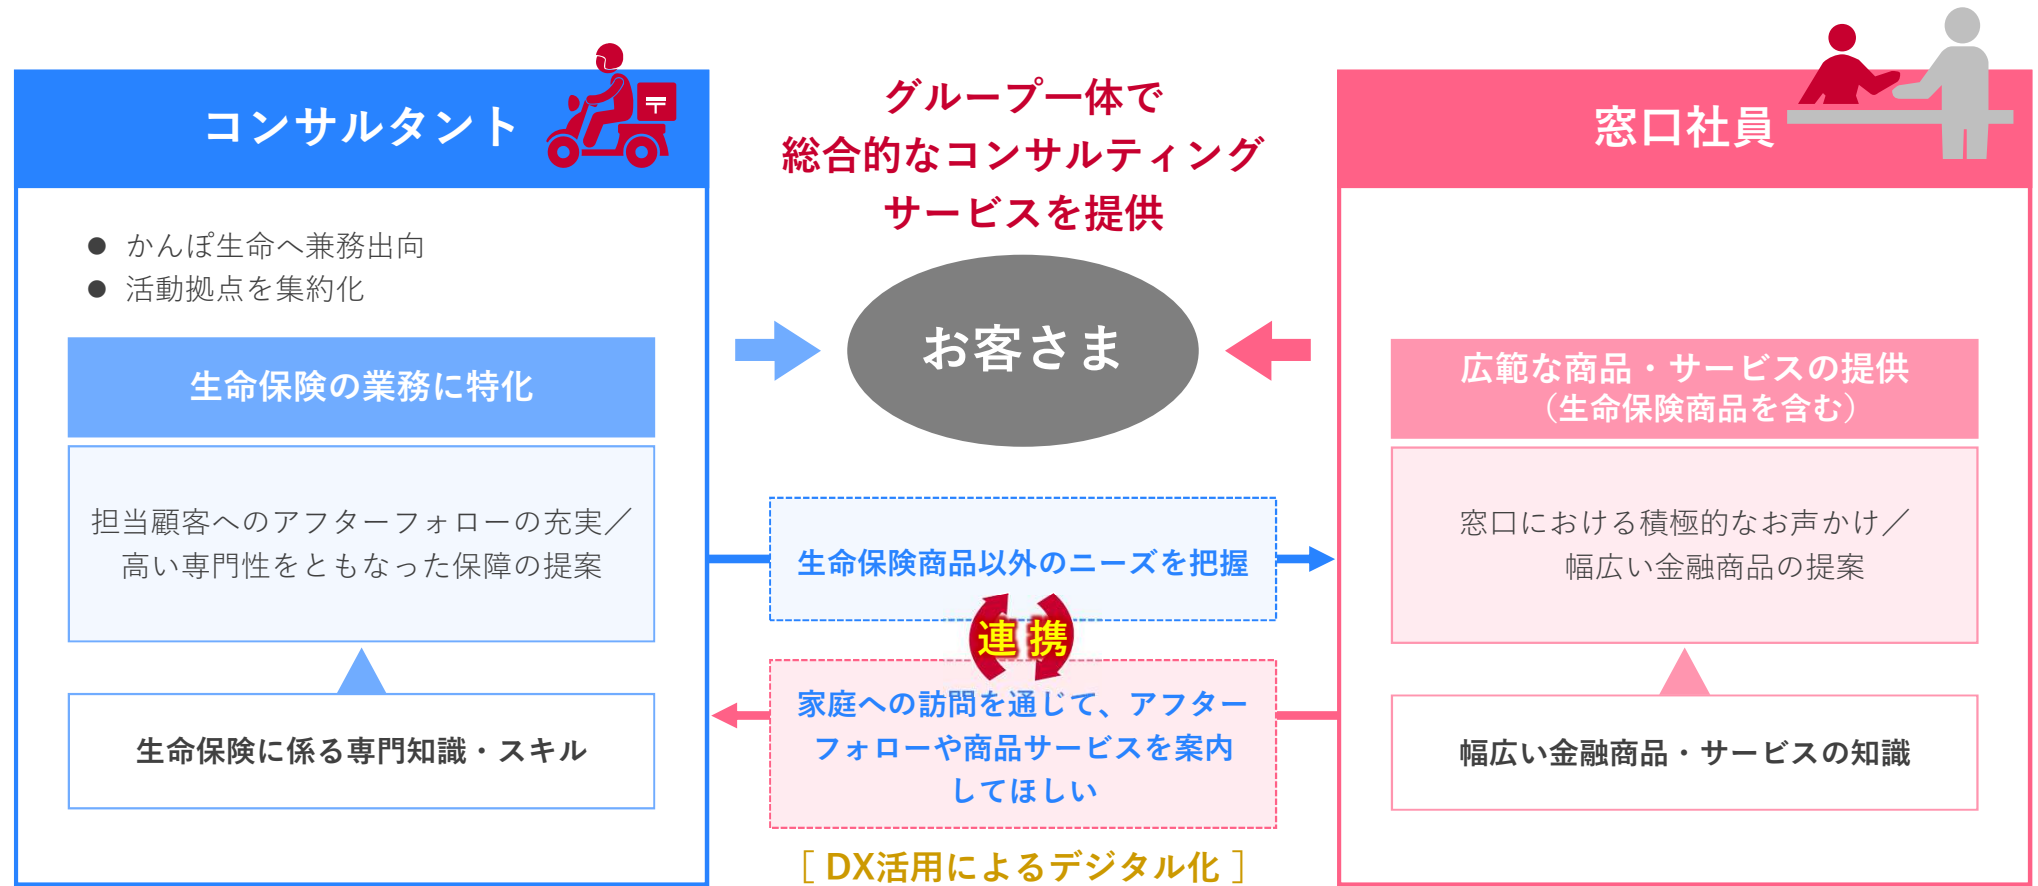 コンサルタント
● かんぽ生命へ兼務出向
● 活動拠点を集約化
生命保険の業務に特化
担当顧客へのアフターフォローの充実／
高い専門性をともなった保障の提案
生命保険に係る専門知識・スキル
グループ一体で
総合的なコンサルティング
サービスを提供
お客さま
生命保険商品以外のニーズを把握
連携
家庭への訪問を通じて、アフター
フォローや商品サービスを案内
してほしい
［ DX活用によるデジタル化 ］
窓口社員
広範な商品・サービスの提供
（生命保険商品を含む）
窓口における積極的なお声かけ／
幅広い金融商品の提案
幅広い金融商品・サービスの知識